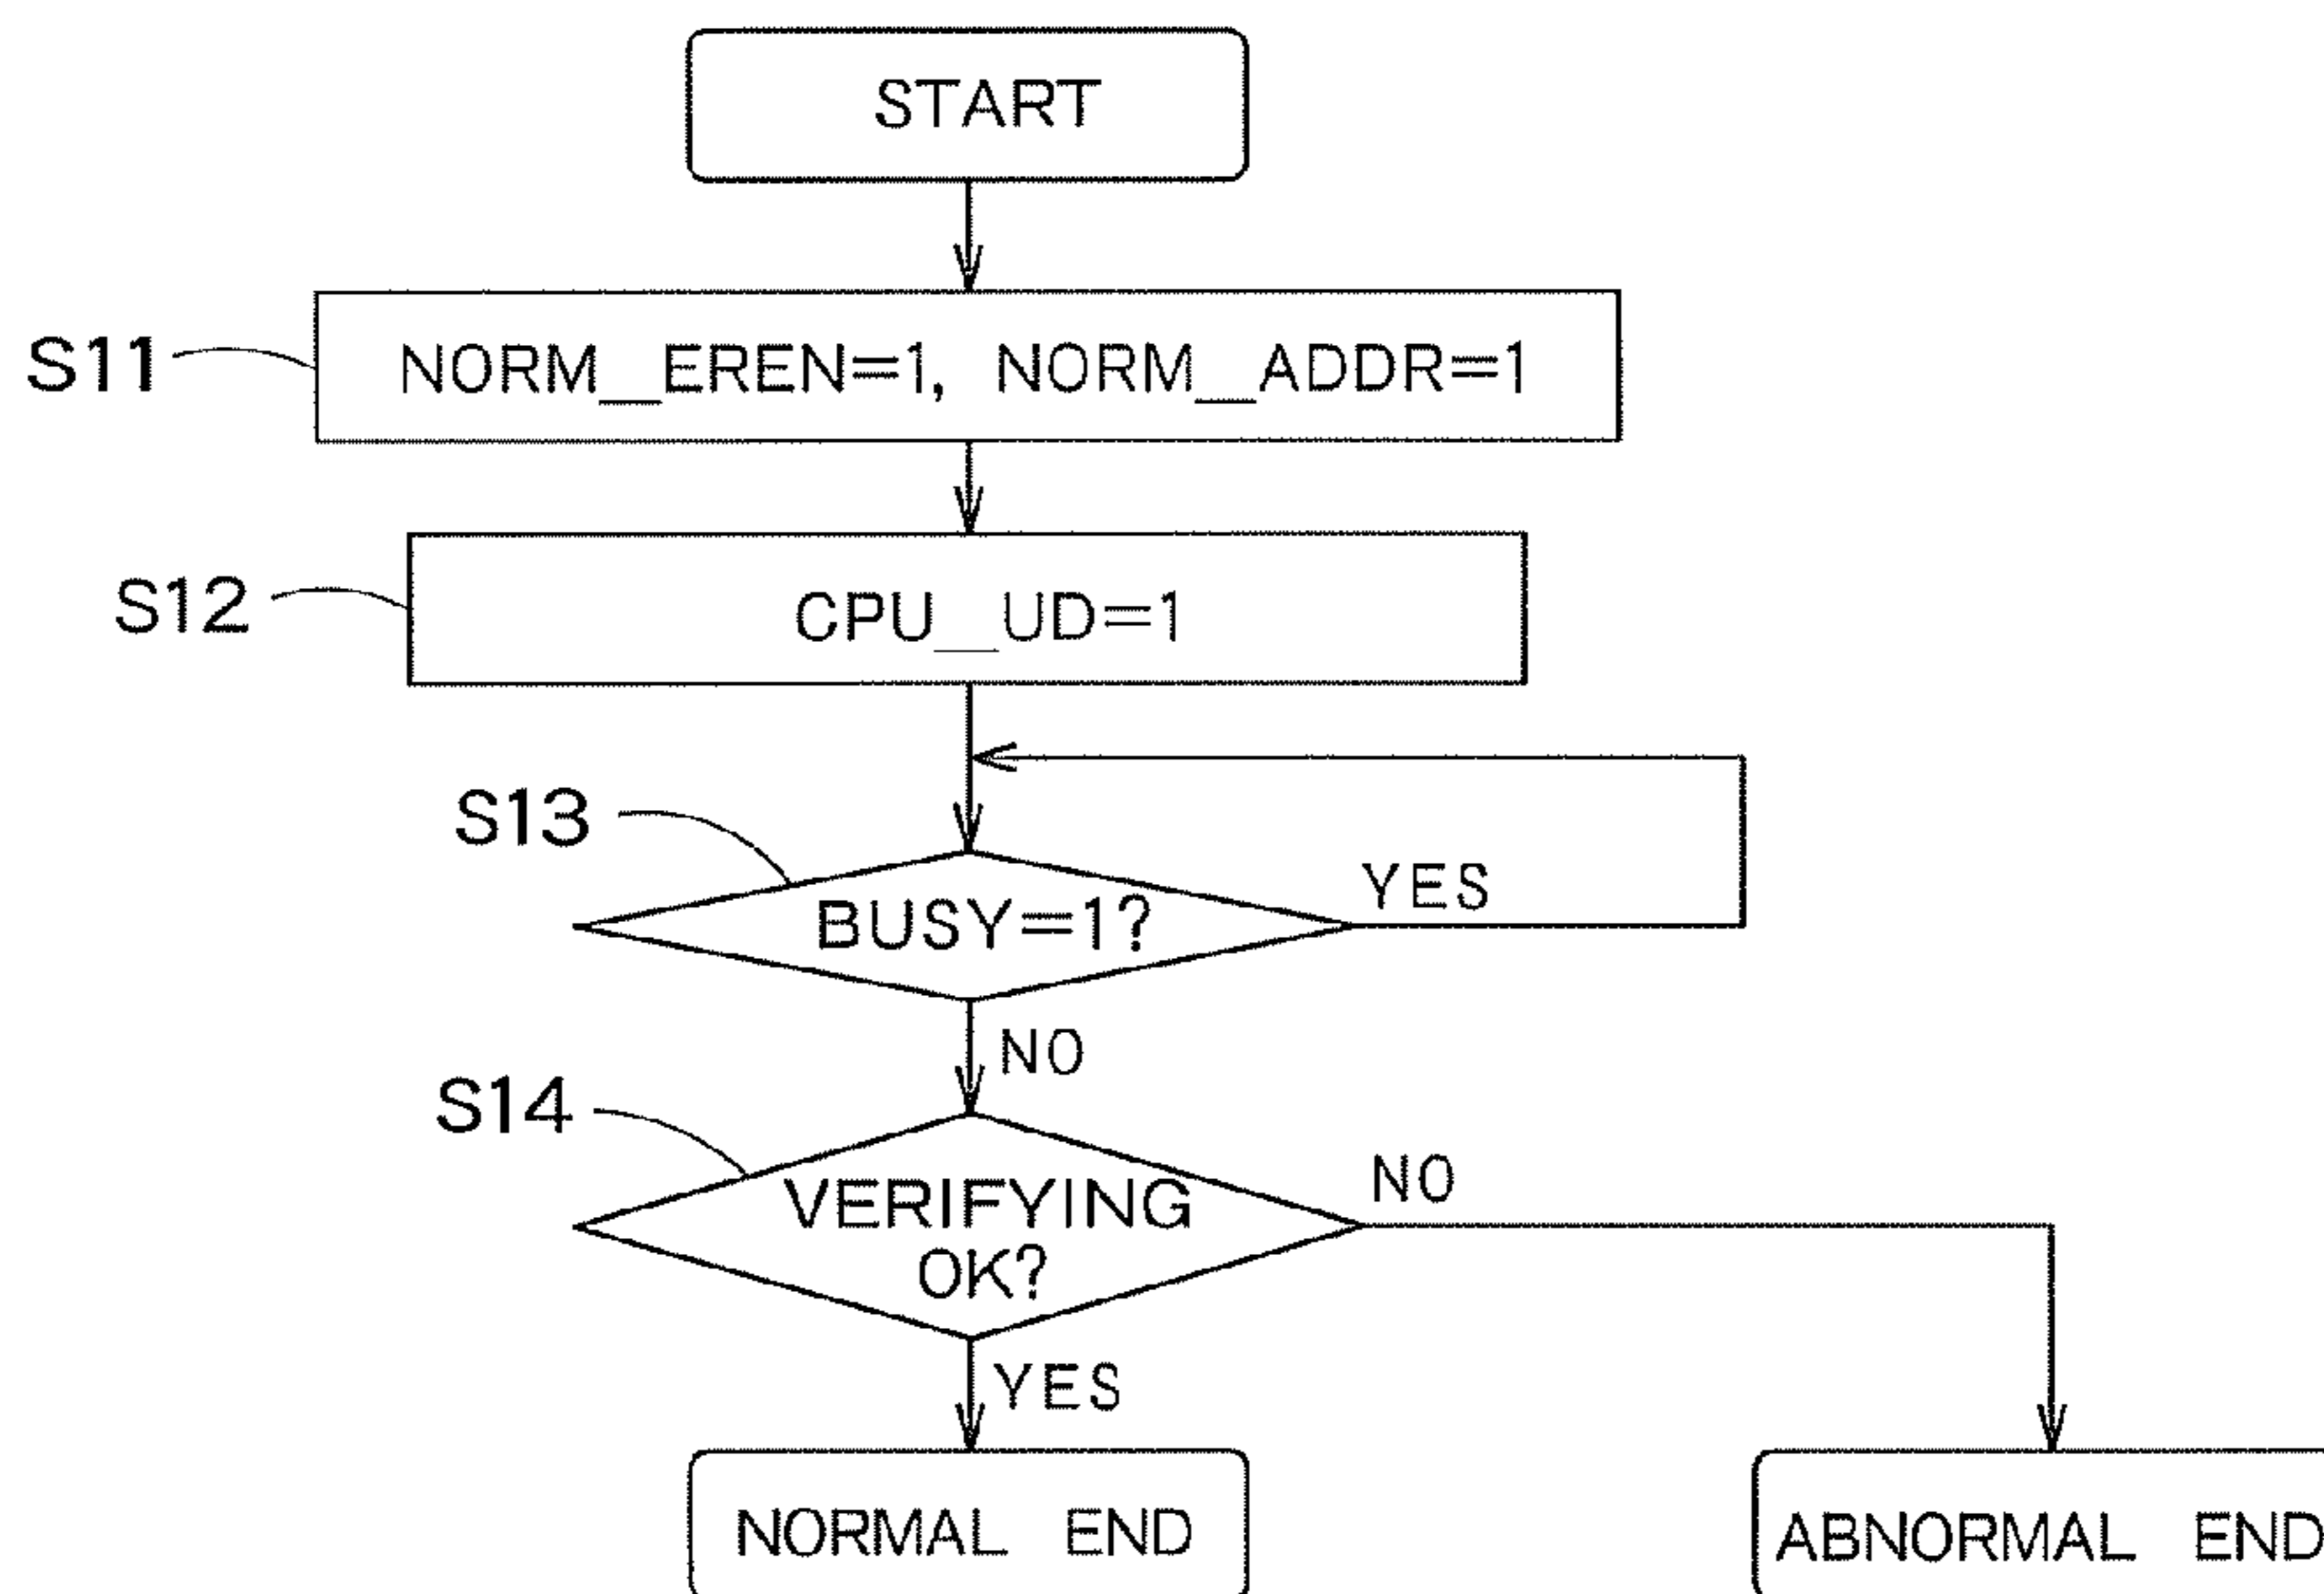 START
S11
NORM_EREN=1, NORM_ADDR=1
S12
CPU_UD=1
S13
BUSY=1?
YES
NO
S14
VERIFYING
OK?
NO
YES
NORMAL END
ABNORMAL END